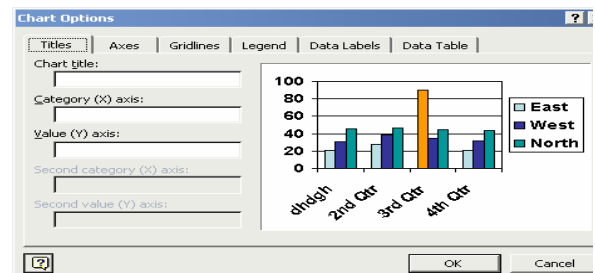 Chart Options
Titles Axes Gridlines Legend Data Labels Data Table
Chart title:
Category (X) axis:
Value (Y) axis:
Second category (X) axis:
Second value (Y) axis:
100
80
60
40
20
0
dhdgh 2nd Qtr 3rd Qtr 4th Qtr
East
West
North
OK Cancel